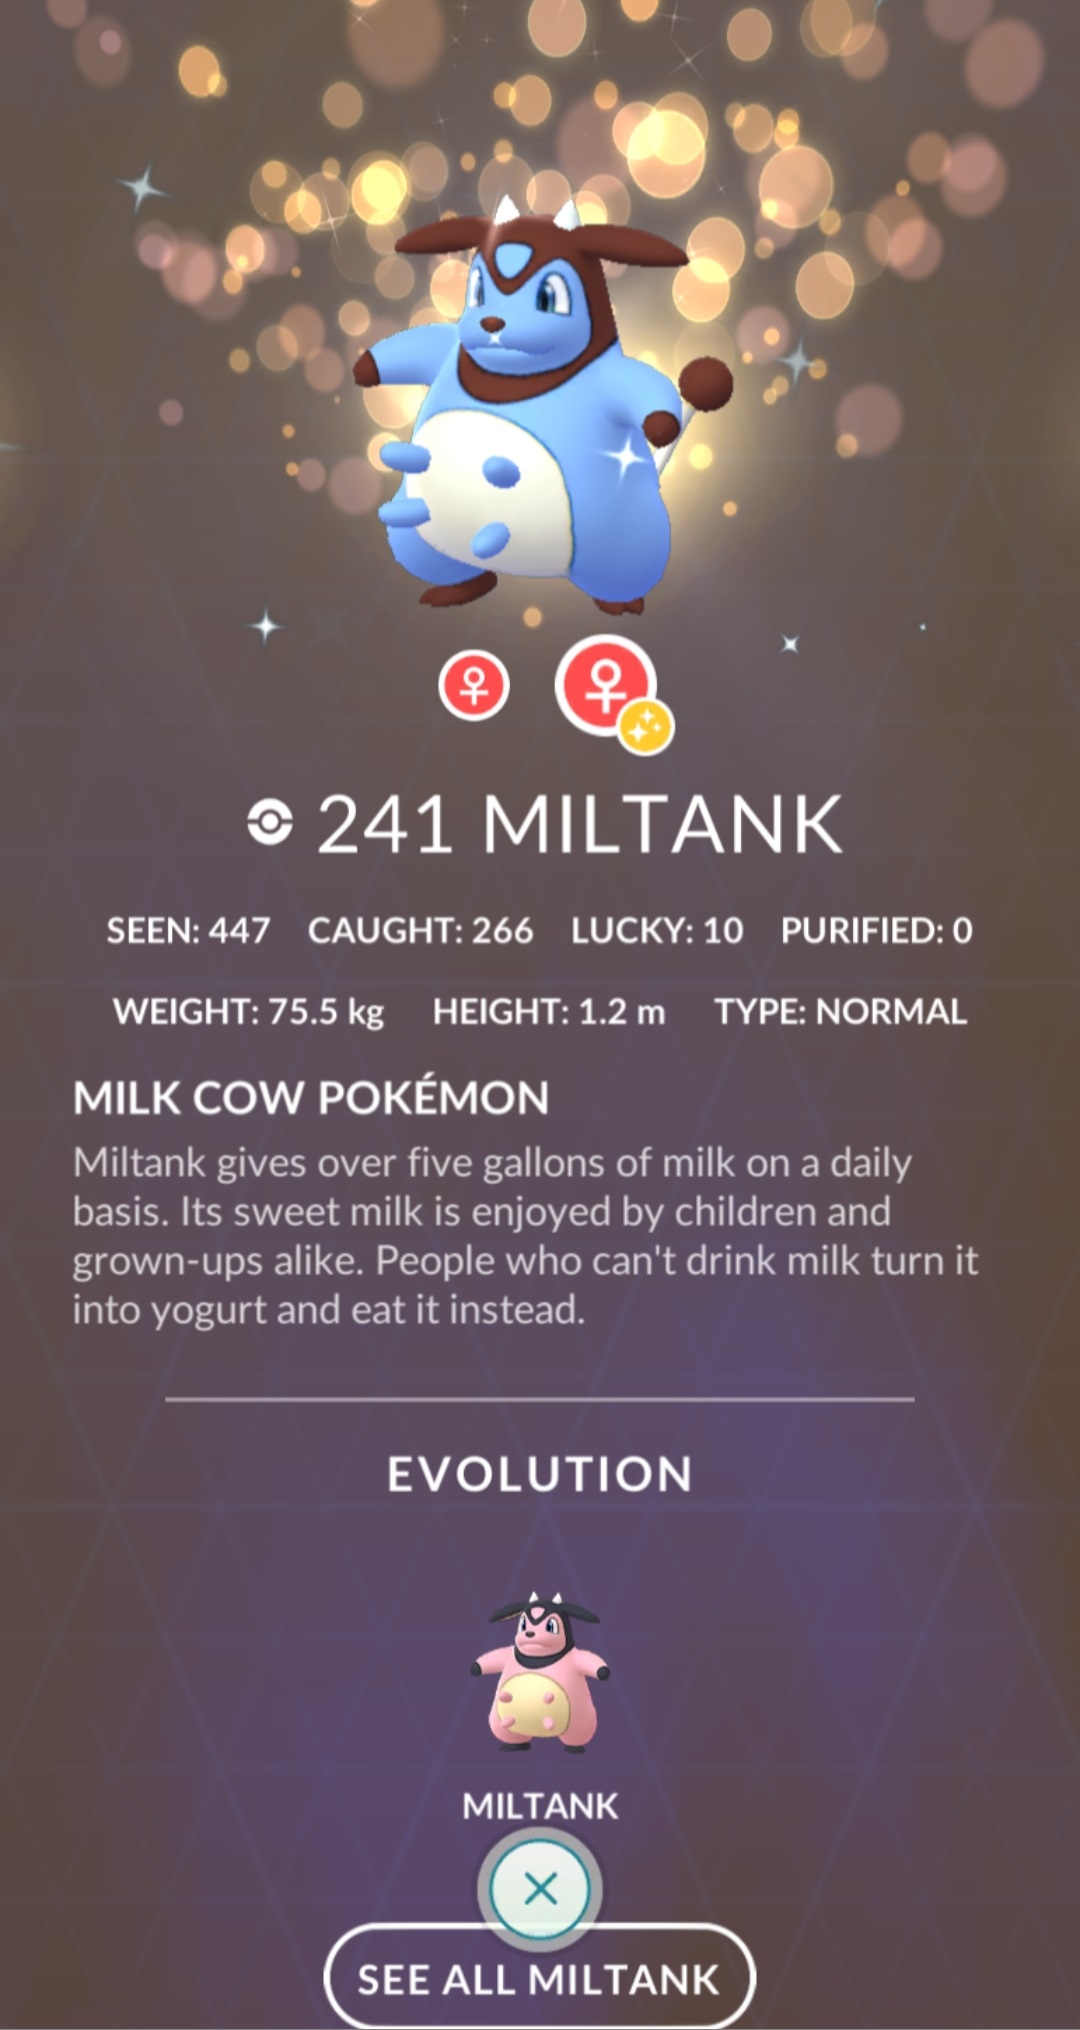 241 MILTANK
SEEN: 447 CAUGHT: 266 LUCKY: 10 PURIFIED: 0
WEIGHT: 75.5 kg HEIGHT: 1.2 m TYPE: NORMAL
MILK COW POKÉMON
Miltank gives over five gallons of milk on a daily
basis. Its sweet milk is enjoyed by children and
grown-ups alike. People who can't drink milk turn it
into yogurt and eat it instead.
EVOLUTION
MILTANK
SEE ALL MILTANK